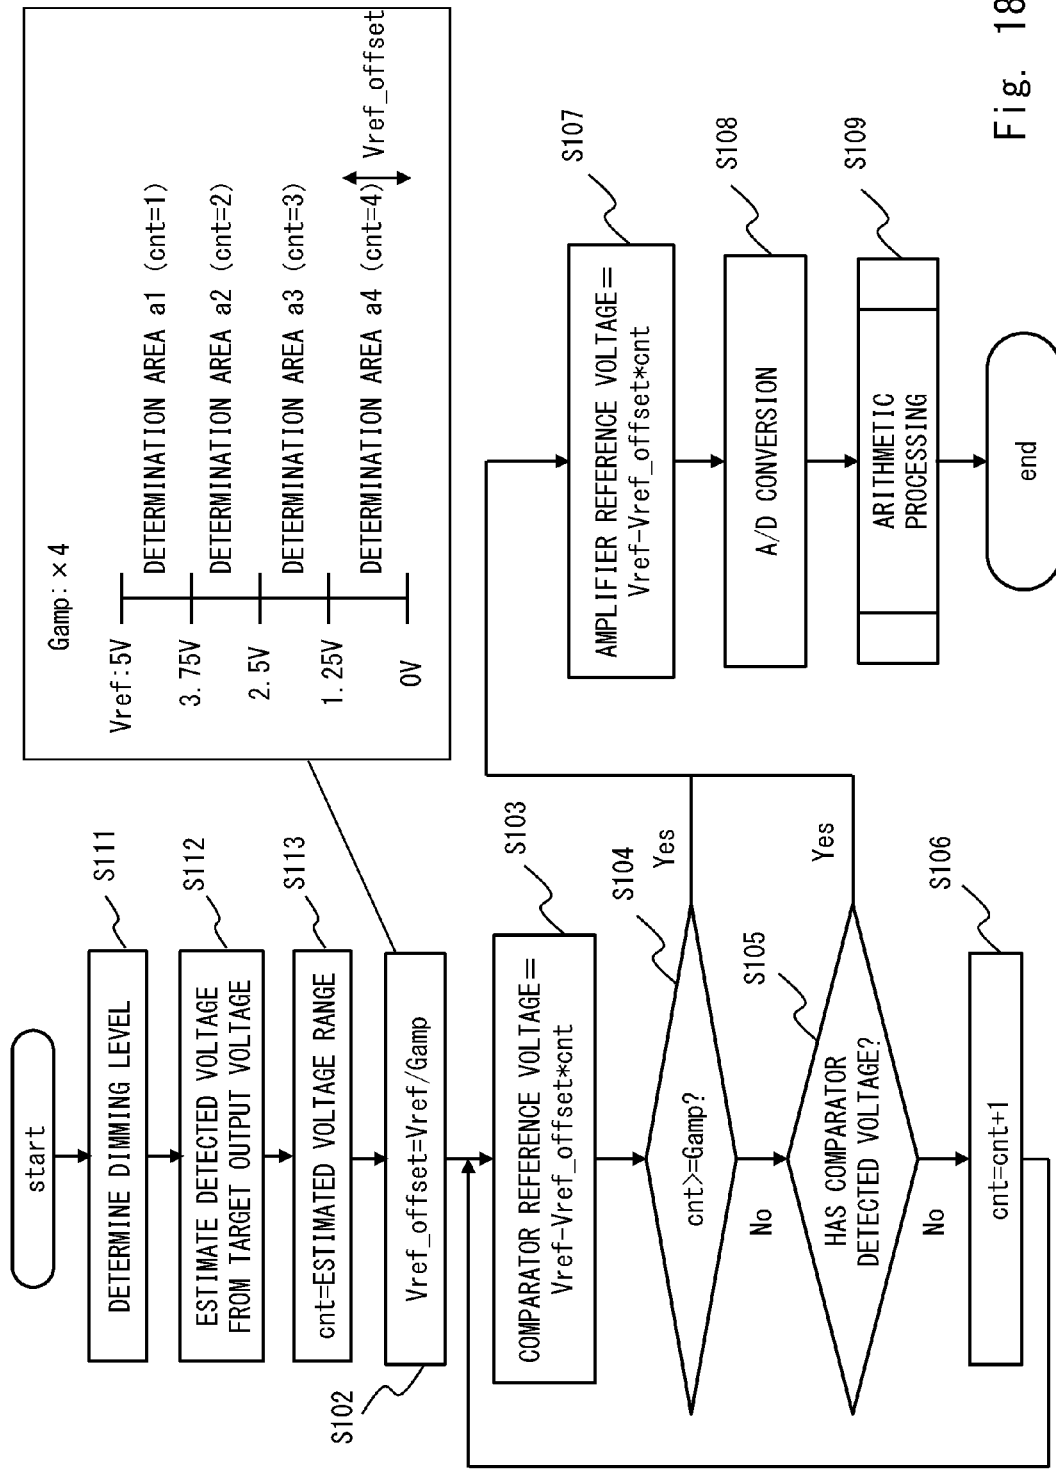 start
DETERMINE DIMMING LEVEL
S111
ESTIMATE DETECTED VOLTAGE
FROM TARGET OUTPUT VOLTAGE
S112
cnt=ESTIMATED VOLTAGE RANGE
S113
Vref_offset=Vref/Gamp
S102
COMPARATOR REFERENCE VOLTAGE=
Vref-Vref_offset*cnt
S103
cnt>=Gamp?
S104
Yes
No
HAS COMPARATOR
DETECTED VOLTAGE?
S105
Yes
No
cnt=cnt+1
S106
Gamp:×4
Vref:5V
DETERMINATION AREA a1 (cnt=1)
3.75V
DETERMINATION AREA a2 (cnt=2)
2.5V
DETERMINATION AREA a3 (cnt=3)
1.25V
DETERMINATION AREA a4 (cnt=4)
Vref_offset
0V
AMPLIFIER REFERENCE VOLTAGE=
Vref-Vref_offset*cnt
S107
A/D CONVERSION
S108
ARITHMETIC
PROCESSING
S109
end
Fig. 18